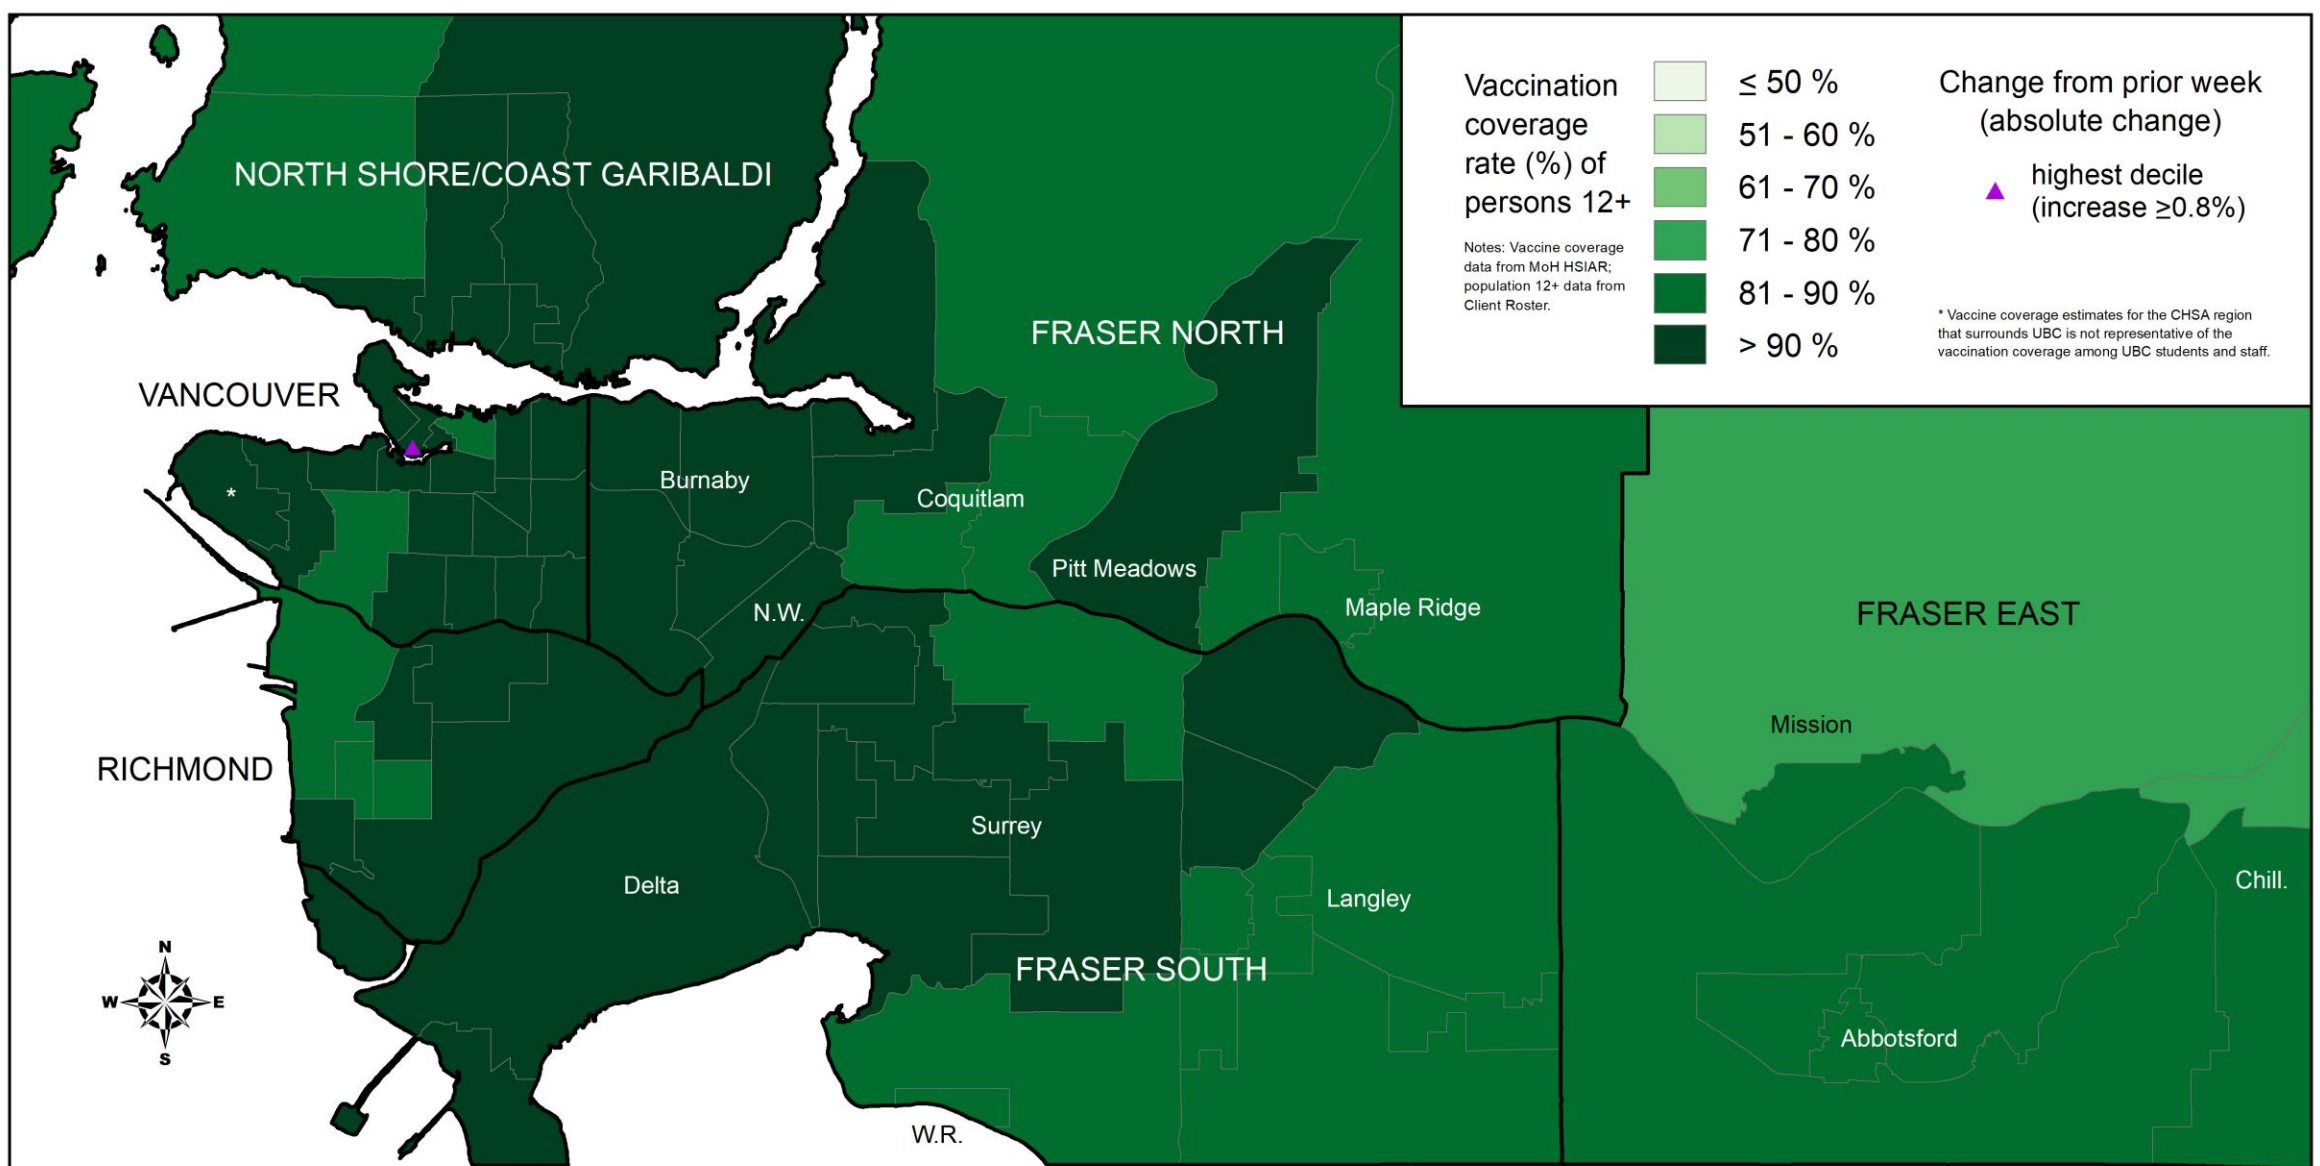 Vaccination
coverage
rate (%) of
persons 12+
Notes: Vaccine coverage
data from MoH HSIAR;
population 12+ data from
Client Roster.
≤ 50 %
51 - 60 %
61 - 70 %
71 - 80 %
81 - 90 %
> 90 %
Change from prior week
(absolute change)
highest decile
(increase ≥0.8%)
* Vaccine coverage estimates for the CHSA region
that surrounds UBC is not representative of the
vaccination coverage among UBC students and staff.
NORTH SHORE/COAST GARIBALDI
FRASER NORTH
VANCOUVER
Burnaby
*
Coquitlam
Pitt Meadows
N.W.
Maple Ridge
FRASER EAST
Mission
RICHMOND
Surrey
Delta
Langley
Chill.
FRASER SOUTH
Abbotsford
W.R.
N
W
E
S